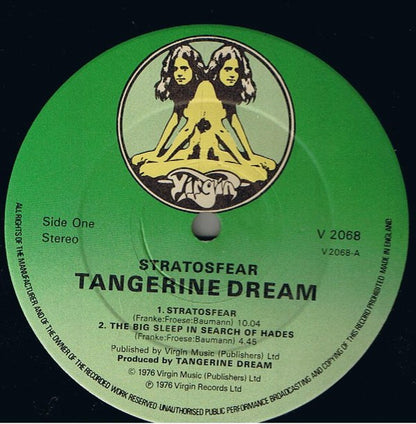 Virgin
Side One
Stereo
V 2068
V 2068-A
STRATOSFEAR
TANGERINE DREAM
1. STRATOSFEAR
(Franke:Froese:Baumann) 10.04
2. THE BIG SLEEP IN SEARCH OF HADES
(Franke:Froese:Baumann) 4.45
Published by Virgin Music (Publishers) Ltd
Produced by TANGERINE DREAM
© 1976 Virgin Music (Publishers) Ltd
℗ 1976 Virgin Records Ltd
ALL RIGHTS OF THE MANUFACTURER AND OF THE OWNER OF THE RECORDED WORK RESERVED·UNAUTHORISED PUBLIC PERFORMANCE BROADCASTING AND COPYING OF THIS RECORD PROHIBITED MADE IN ENGLAND